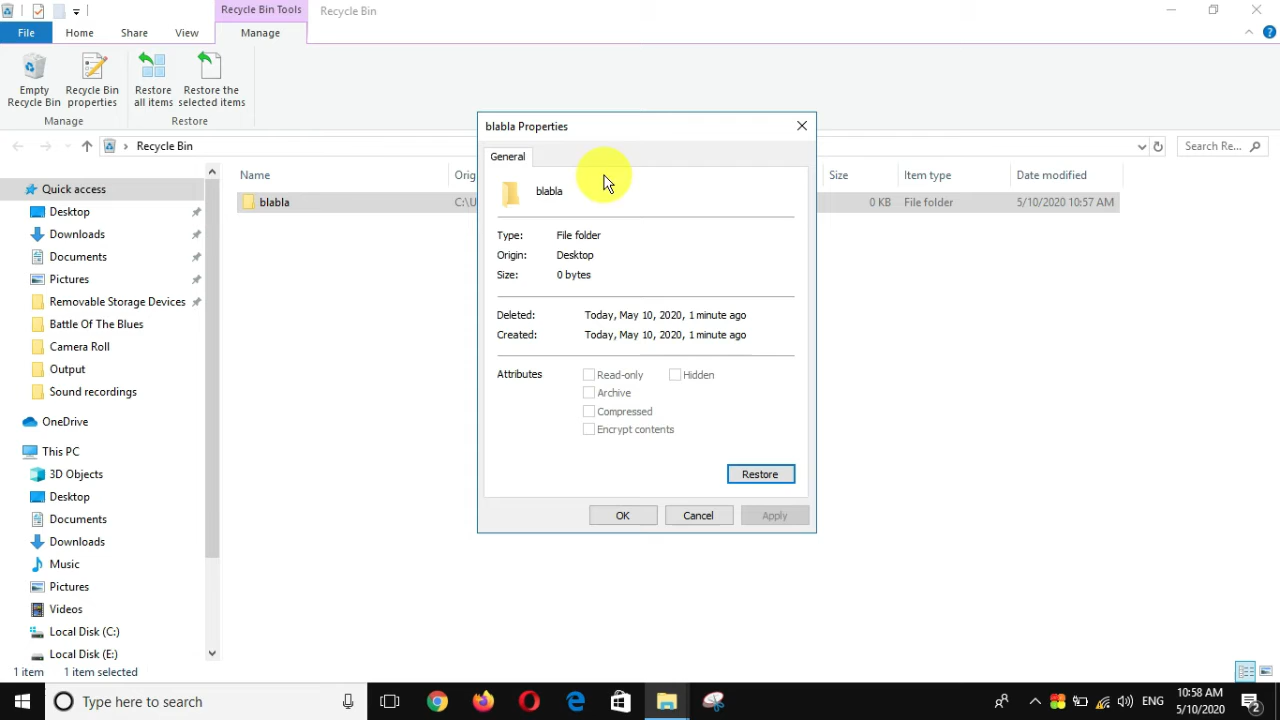 Recycle Bin Tools
Recycle Bin
File
Home
Share
View
Manage
Empty Recycle Bin
Recycle Bin properties
Restore all items
Restore the selected items
Manage
Restore
Recycle Bin
Search Re...
Quick access
Desktop
Downloads
Documents
Pictures
Removable Storage Devices
Battle Of The Blues
Camera Roll
Output
Sound recordings
OneDrive
This PC
3D Objects
Desktop
Documents
Downloads
Music
Pictures
Videos
Local Disk (C:)
Local Disk (E:)
Name
Size
Item type
Date modified
blabla
C:\U
0 KB
File folder
5/10/2020 10:57 AM
blabla Properties
General
blabla
Type: File folder
Origin: Desktop
Size: 0 bytes
Deleted: Today, May 10, 2020, 1 minute ago
Created: Today, May 10, 2020, 1 minute ago
Attributes
Read-only
Hidden
Archive
Compressed
Encrypt contents
Restore
OK
Cancel
Apply
1 item
1 item selected
Type here to search
ENG
10:58 AM
5/10/2020
2